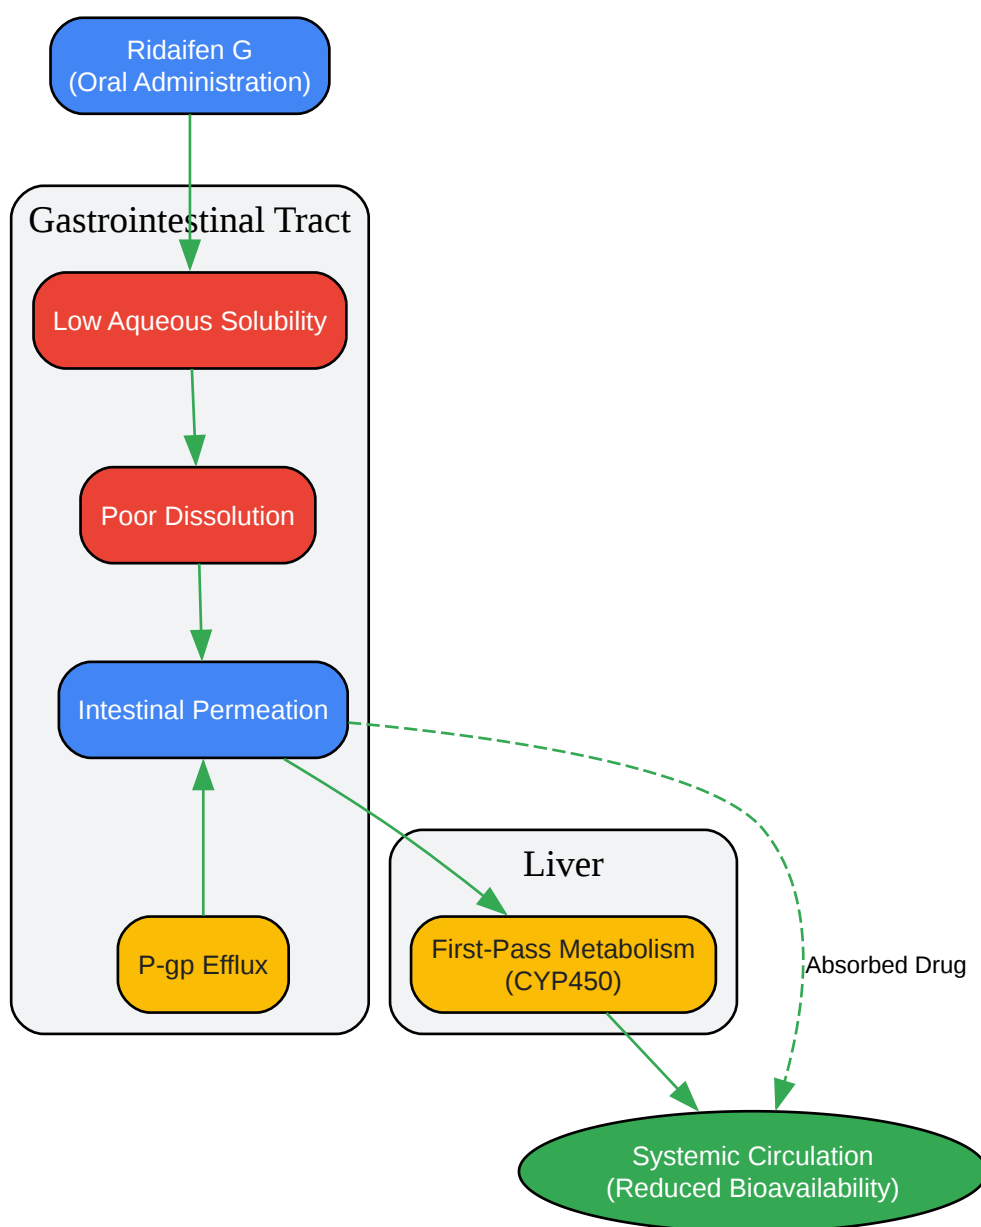 Ridaifen G
(Oral Administration)
Gastrointestinal Tract
Low Aqueous Solubility
Poor Dissolution
Intestinal Permeation
P-gp Efflux
Liver
First-Pass Metabolism
(CYP450)
Absorbed Drug
Systemic Circulation
(Reduced Bioavailability)